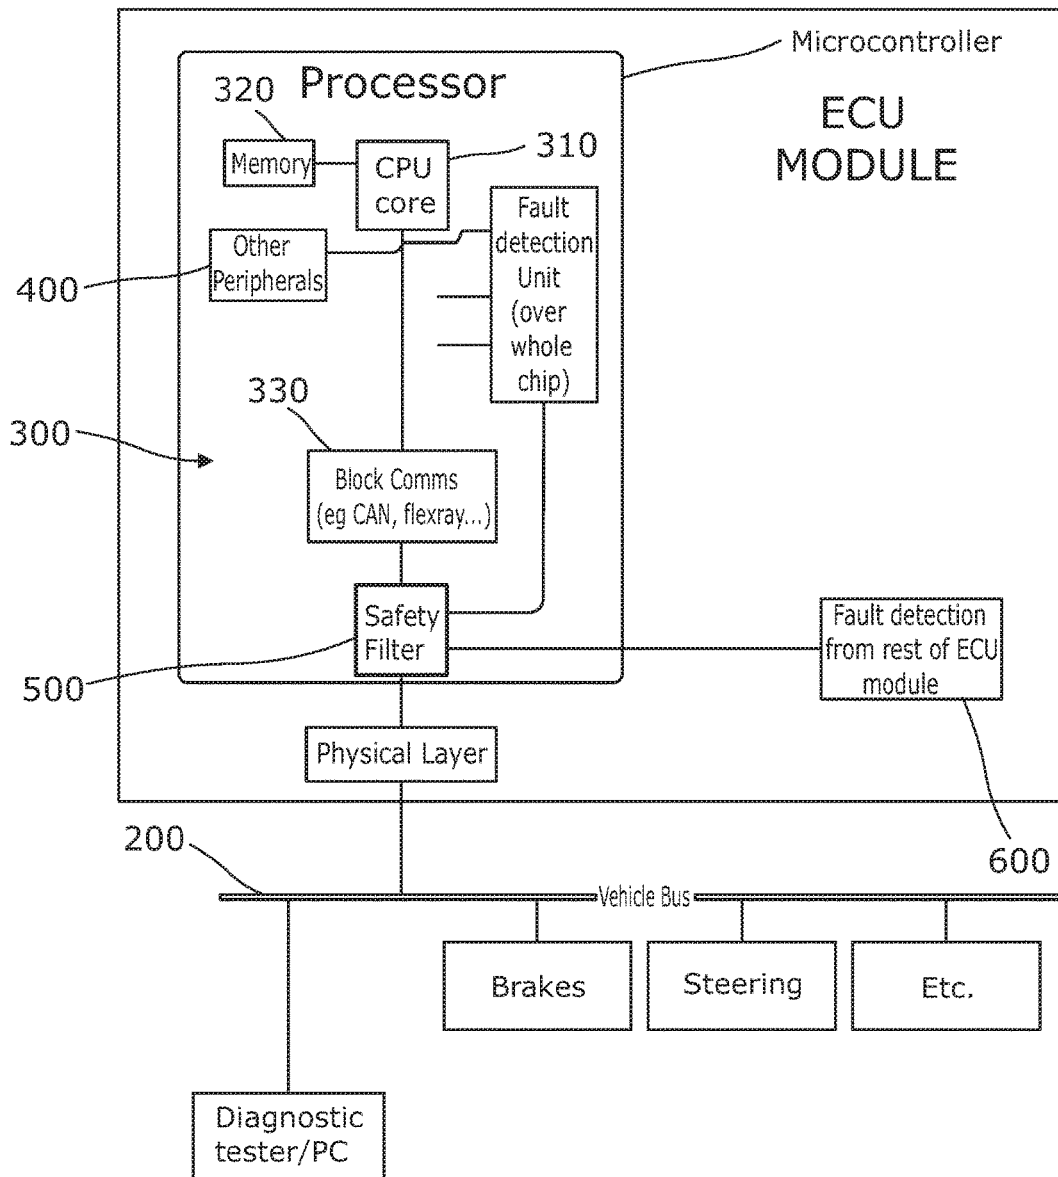 Microcontroller
Processor
ECU
MODULE
320
310
Memory
CPU
core
Fault
detection
Unit
(over
whole
chip)
Other
Peripherals
400
330
300
Block Comms
(eg CAN, flexray...)
Safety
Filter
500
Fault detection
from rest of ECU
module
Physical Layer
200
600
Vehicle Bus
Brakes
Steering
Etc.
Diagnostic
tester/PC